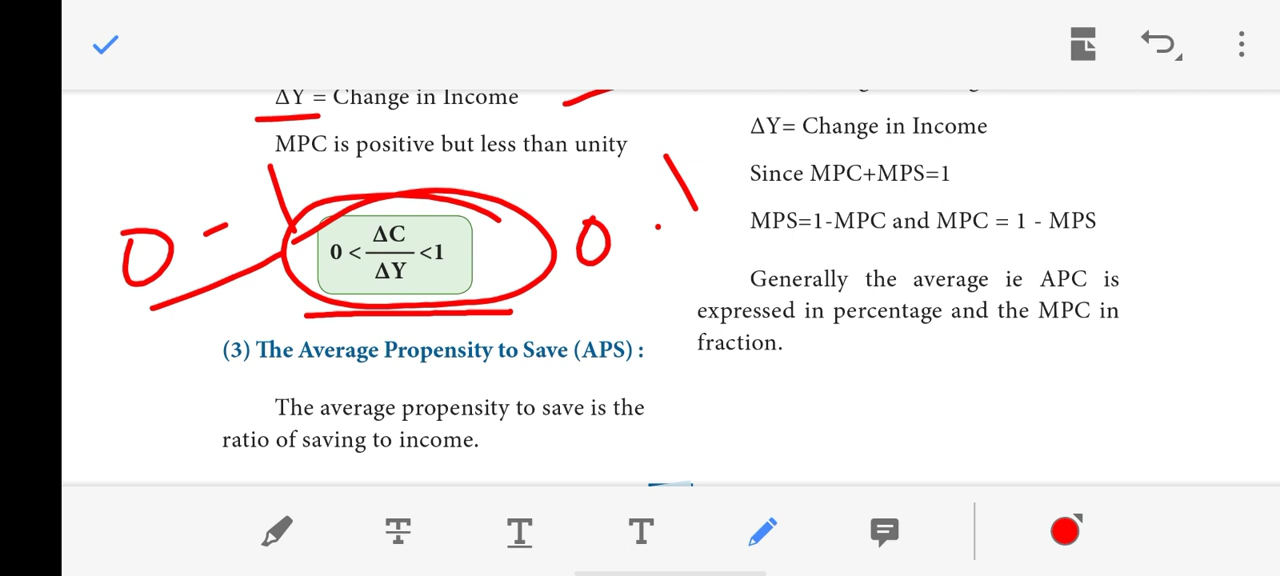 ΔY = Change in Income
MPC is positive but less than unity
0 < ΔC/ΔY <1
0 -
0 . 1
(3) The Average Propensity to Save (APS) :
The average propensity to save is the
ratio of saving to income.
ΔY= Change in Income
Since MPC+MPS=1
MPS=1-MPC and MPC = 1 - MPS
Generally the average ie APC is
expressed in percentage and the MPC in
fraction.